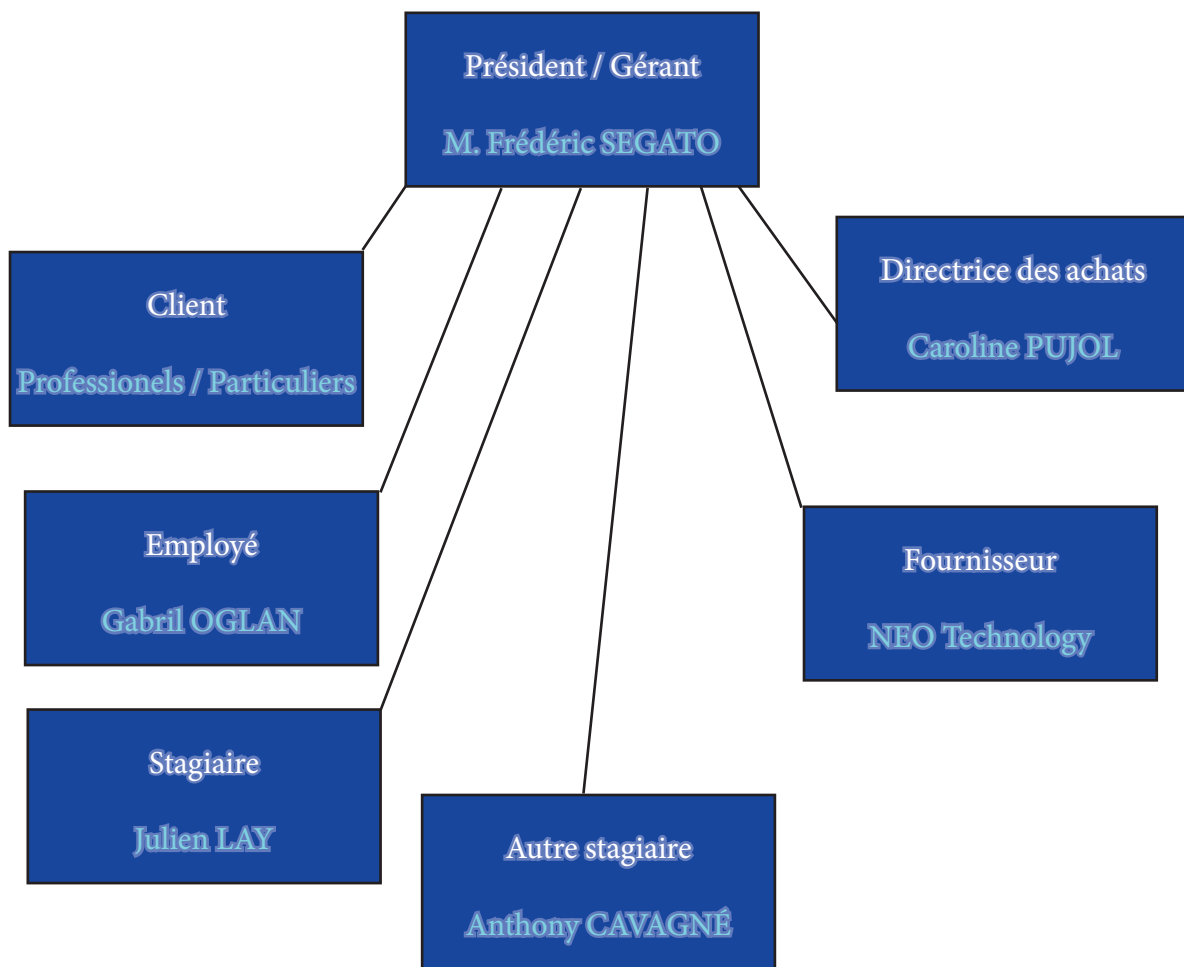 Président / Gérant
M. Frédéric SEGATO
Client
Professionels / Particuliers
Directrice des achats
Caroline PUJOL
Employé
Gabril OGLAN
Fournisseur
NEO Technology
Stagiaire
Julien LAY
Autre stagiaire
Anthony CAVAGNÉ